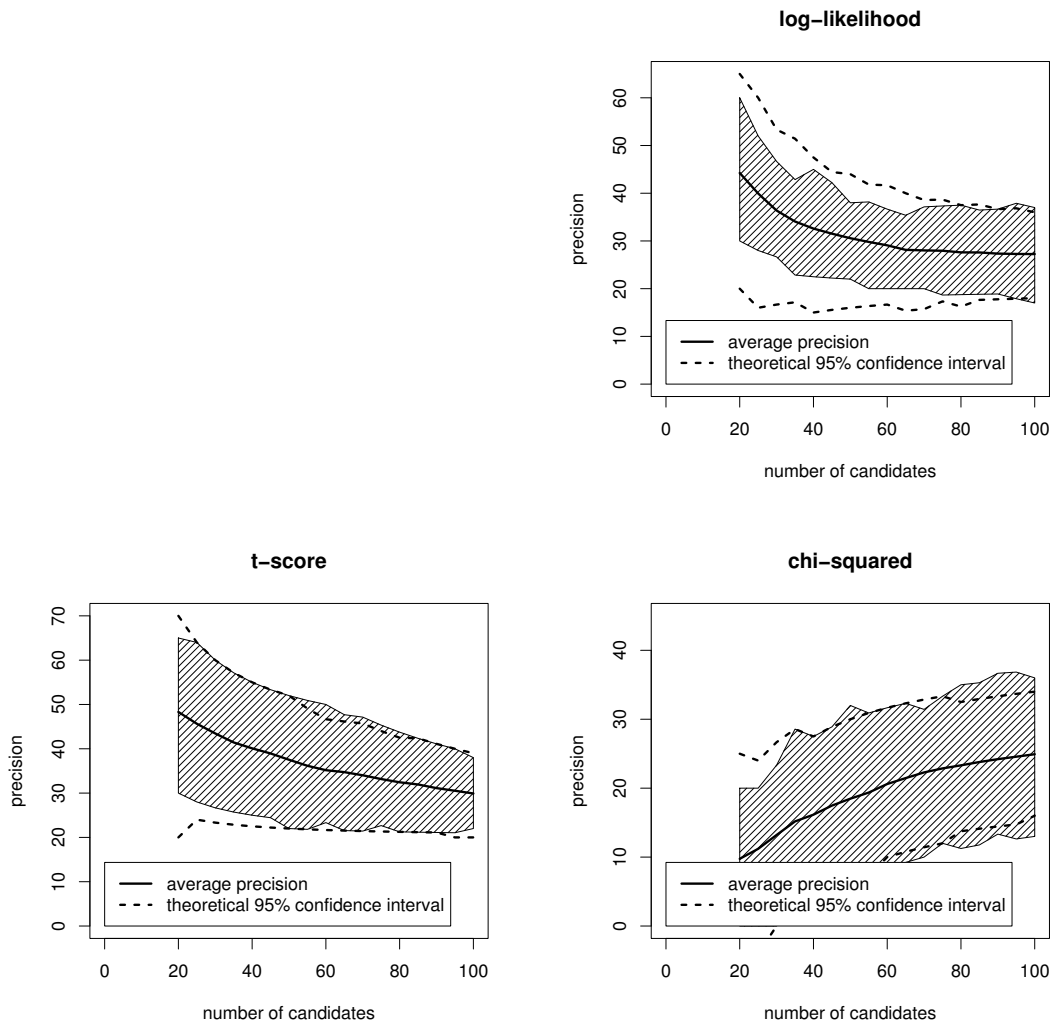 log−likelihood
precision
0 10 20 30 40 50 60
average precision
theoretical 95% confidence interval
0 20 40 60 80 100
number of candidates
t−score
precision
0 10 20 30 40 50 60 70
average precision
theoretical 95% confidence interval
0 20 40 60 80 100
number of candidates
chi−squared
precision
0 10 20 30 40
average precision
theoretical 95% confidence interval
0 20 40 60 80 100
number of candidates